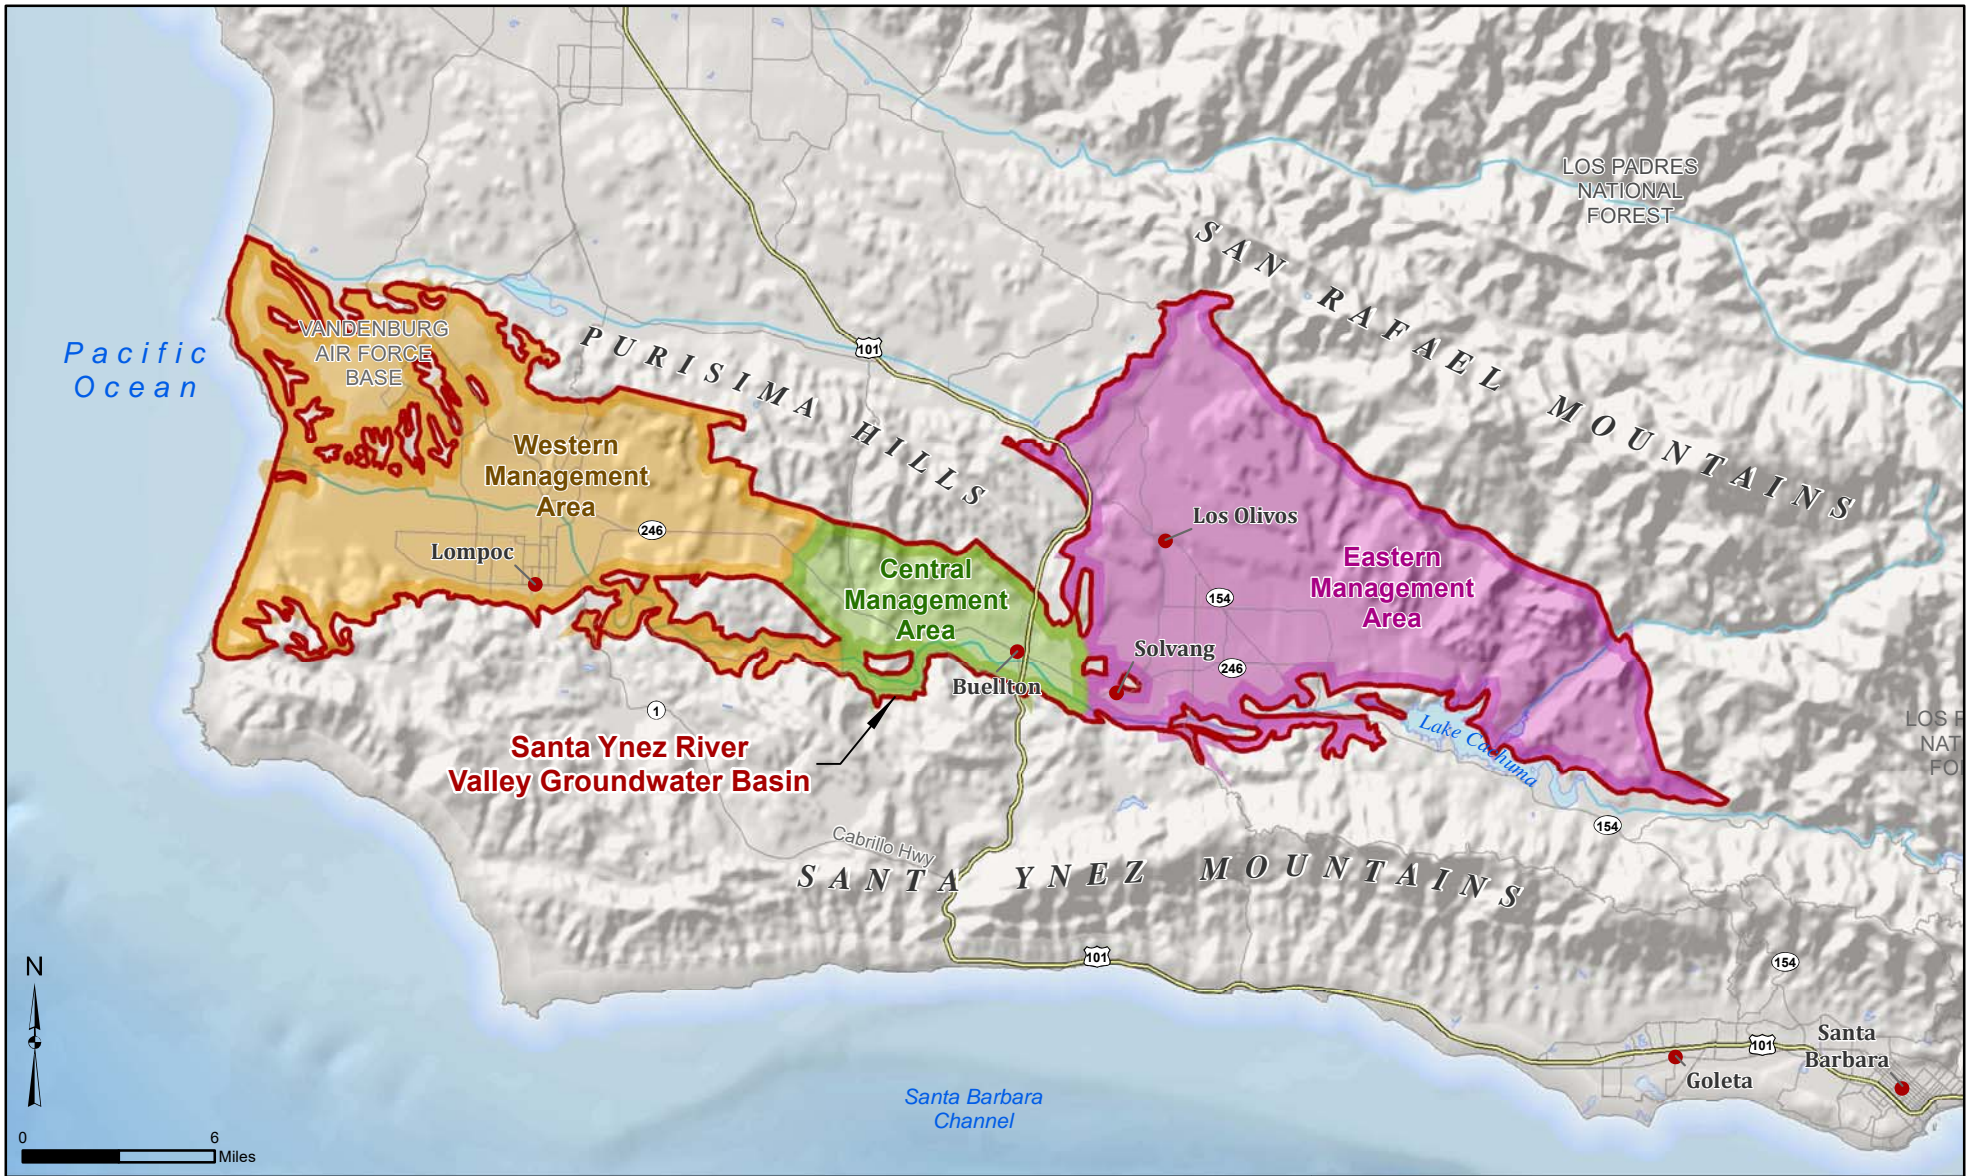 LOS PADRES
NATIONAL
FOREST
SAN RAFAEL MOUNTAINS
VANDENBURG
AIR FORCE
BASE
PURISIMA HILLS
101
Pacific
Ocean
Western
Management
Area
246
Lompoc
Los Olivos
Central
Management
Area
Eastern
Management
Area
154
Solvang
246
Buellton
1
Santa Ynez River
Valley Groundwater Basin
Lake Cachuma
LOS
NAT
FO
154
Cabrillo Hwy
SANTA YNEZ MOUNTAINS
101
154
N
Santa
Barbara
101
Goleta
Santa Barbara
Channel
0 6
Miles